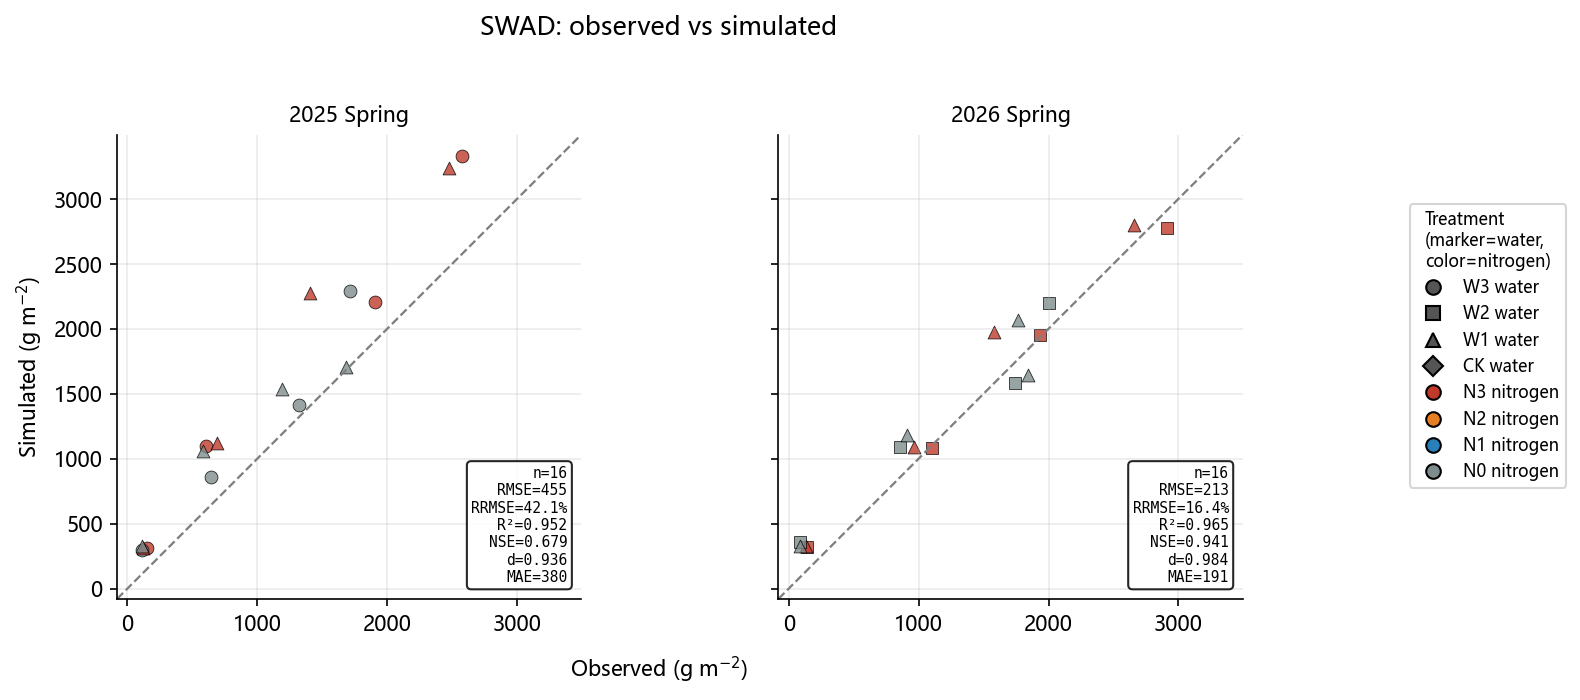 SWAD: observed vs simulated
2025 Spring
2026 Spring
Simulated (g m⁻²)
3000
2500
2000
1500
1000
500
0
0 1000 2000 3000
0 1000 2000 3000
Observed (g m⁻²)
n=16
RMSE=455
RRMSE=42.1%
R²=0.952
NSE=0.679
d=0.936
MAE=380
n=16
RMSE=213
RRMSE=16.4%
R²=0.965
NSE=0.941
d=0.984
MAE=191
Treatment
(marker=water,
color=nitrogen)
W3 water
W2 water
W1 water
CK water
N3 nitrogen
N2 nitrogen
N1 nitrogen
N0 nitrogen